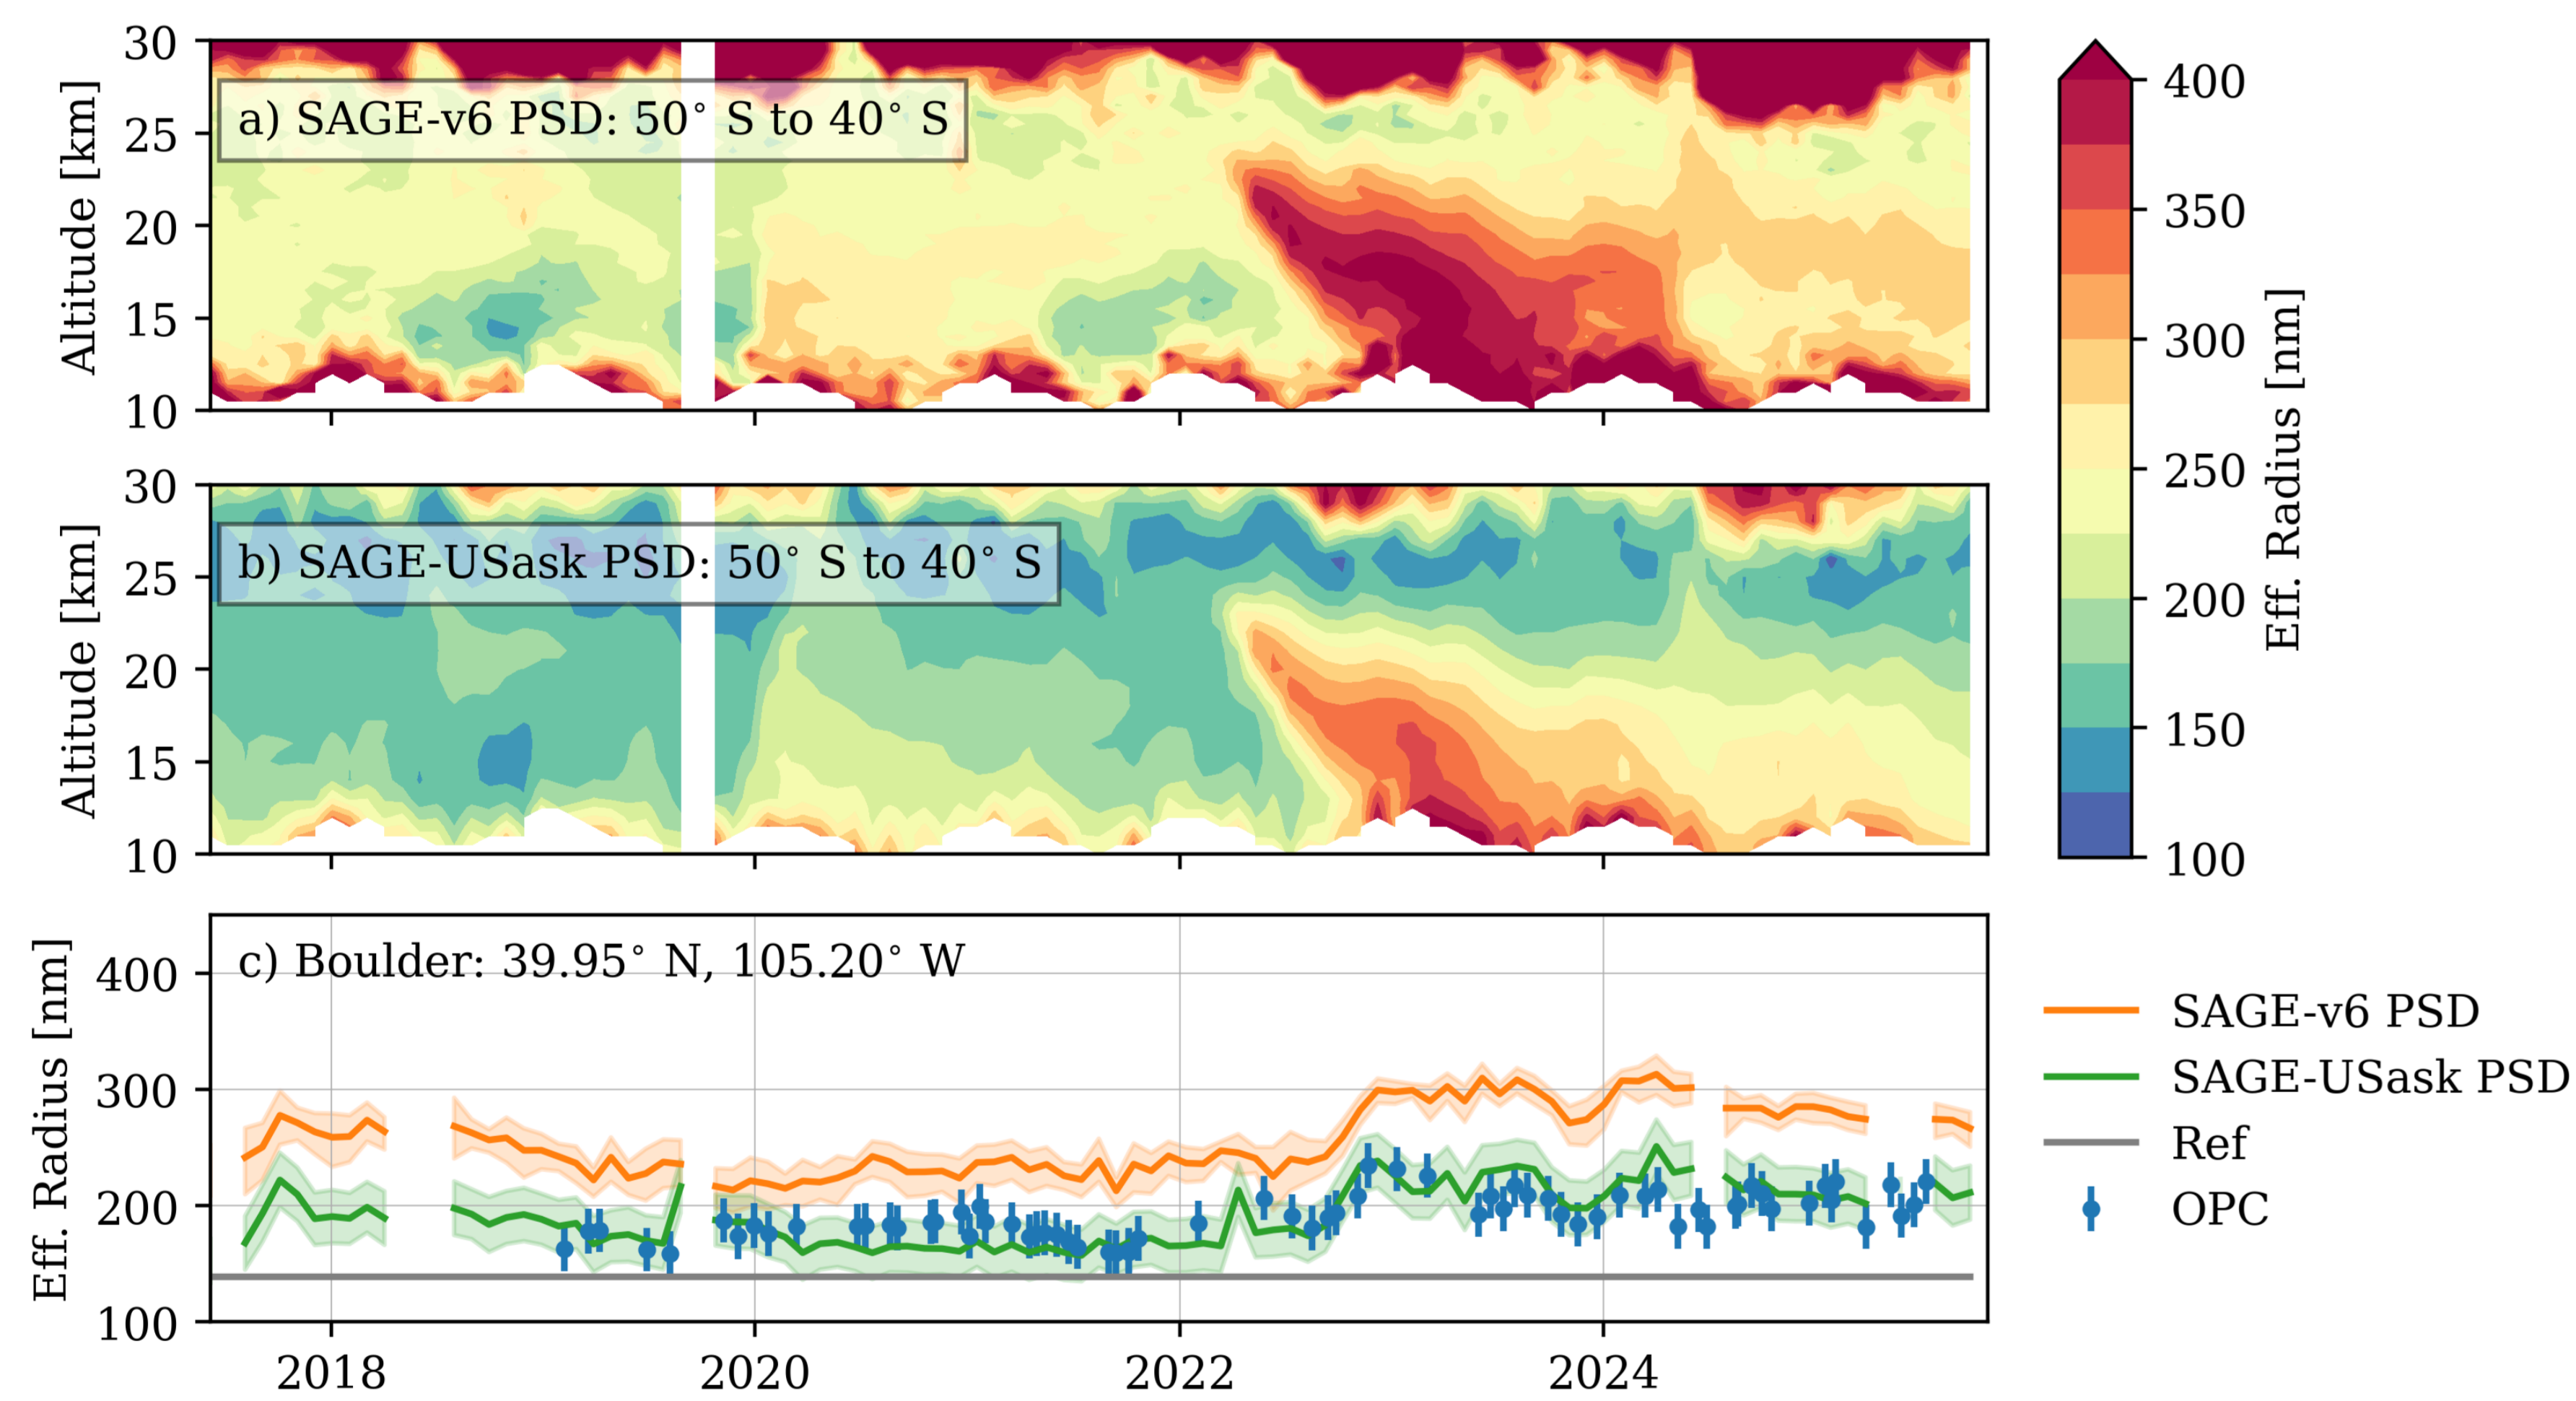 30
25
20
15
10
Altitude [km]
a) SAGE-v6 PSD: 50° S to 40° S
30
25
20
15
10
Altitude [km]
b) SAGE-USask PSD: 50° S to 40° S
400
350
300
250
200
150
100
Eff. Radius [nm]
400
300
200
100
Eff. Radius [nm]
c) Boulder: 39.95° N, 105.20° W
2018
2020
2022
2024
SAGE-v6 PSD
SAGE-USask PSD
Ref
OPC